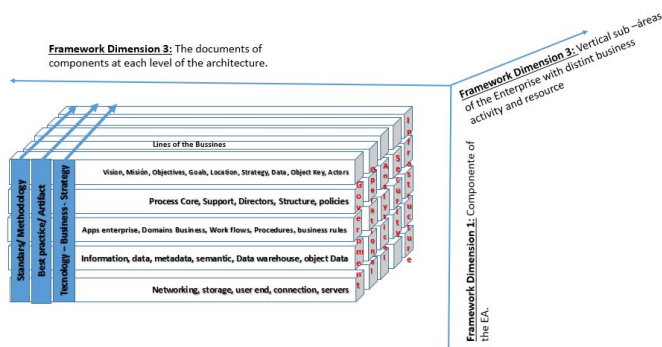 Framework Dimension 3: The documents of
components at each level of the architecture.
Framework Dimension 3: Vertical sub –áreas
of the Enterprise with distint business
activity and resource
Lines of the Bussines
Vision, Misión, Objectives, Goals, Location, Strategy, Data, Object Key, Actors
Process Core, Support, Directors, Structure, policies
Apps enterprise, Domains Business, Work flows, Procedures, business rules
Information, data, metadata, semantic, Data warehouse, object Data
Networking, storage, user end, connection, servers
Standars/ Methodology
Best practice/ Artifact
Tecnology – Business - Strategy
Government
Operational
Analytical
Security
Infrastructure
Framework Dimension 1: Componente of
the EA.